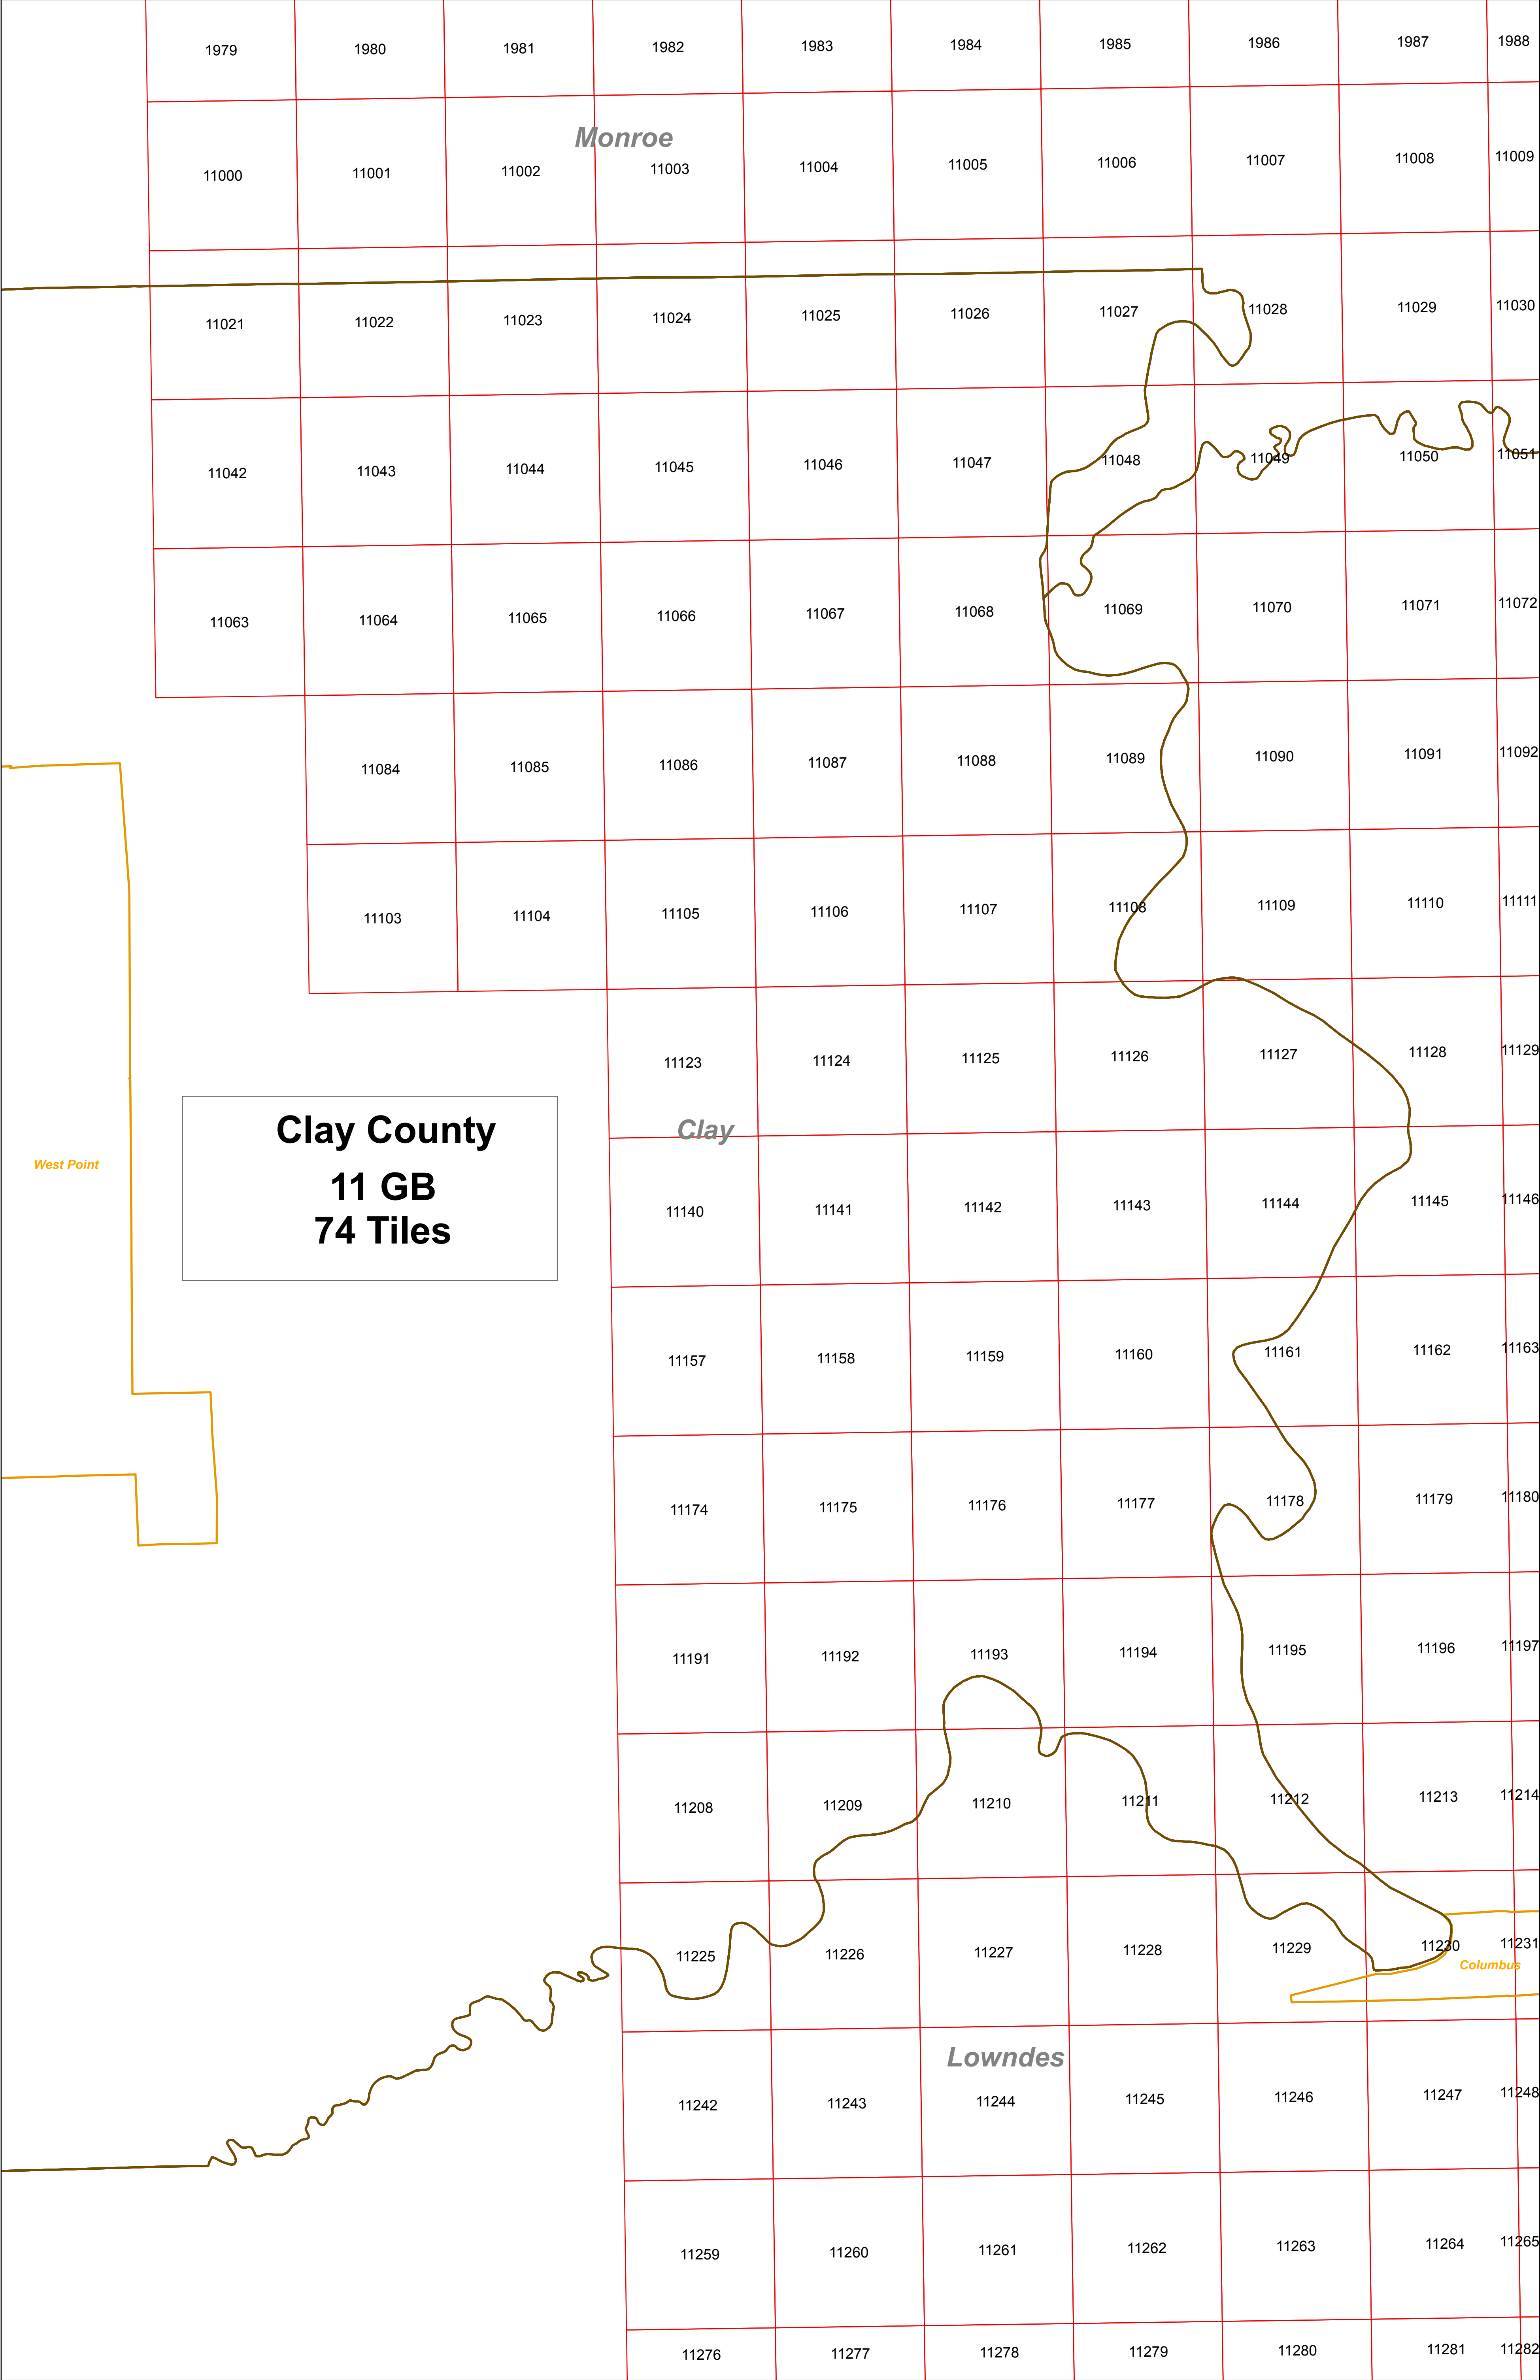 1979 1980 1981 1982 1983 1984 1985 1986 1987 1988
Monroe
11000 11001 11002 11003 11004 11005 11006 11007 11008 11009
11021 11022 11023 11024 11025 11026 11027 11028 11029 11030
11042 11043 11044 11045 11046 11047 11048 11049 11050 11051
11063 11064 11065 11066 11067 11068 11069 11070 11071 11072
11084 11085 11086 11087 11088 11089 11090 11091 11092
11103 11104 11105 11106 11107 11108 11109 11110 11111
11123 11124 11125 11126 11127 11128 11129
Clay County
11 GB
74 Tiles
Clay
West Point
11140 11141 11142 11143 11144 11145 11146
11157 11158 11159 11160 11161 11162 11163
11174 11175 11176 11177 11178 11179 11180
11191 11192 11193 11194 11195 11196 11197
11208 11209 11210 11211 11212 11213 11214
11225 11226 11227 11228 11229 11230 11231
Columbus
Lowndes
11242 11243 11244 11245 11246 11247 11248
11259 11260 11261 11262 11263 11264 11265
11276 11277 11278 11279 11280 11281 11282